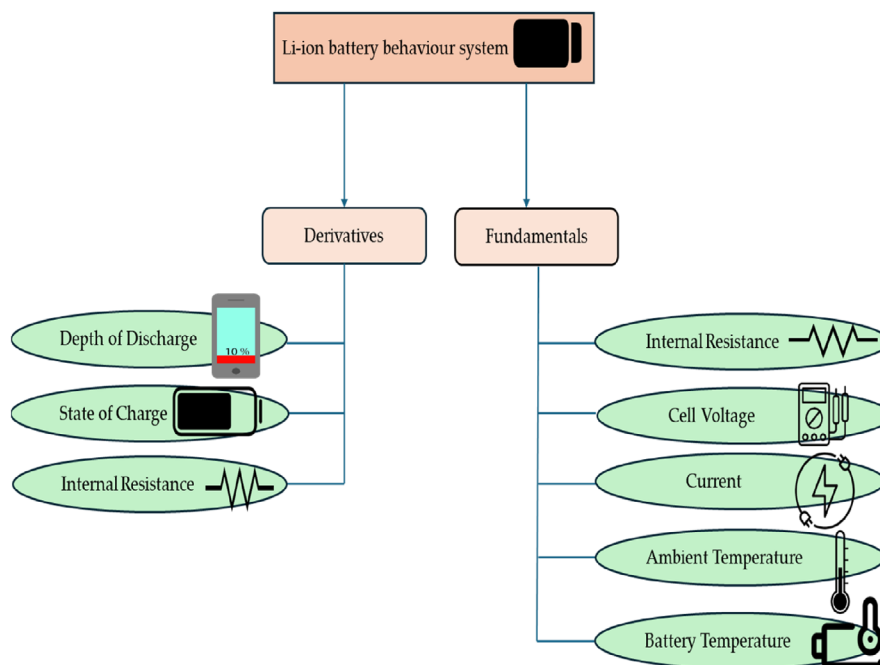 Li-ion battery behaviour system
Derivatives
Fundamentals
Depth of Discharge
10 %
State of Charge
Internal Resistance
Internal Resistance
Cell Voltage
Current
Ambient Temperature
Battery Temperature